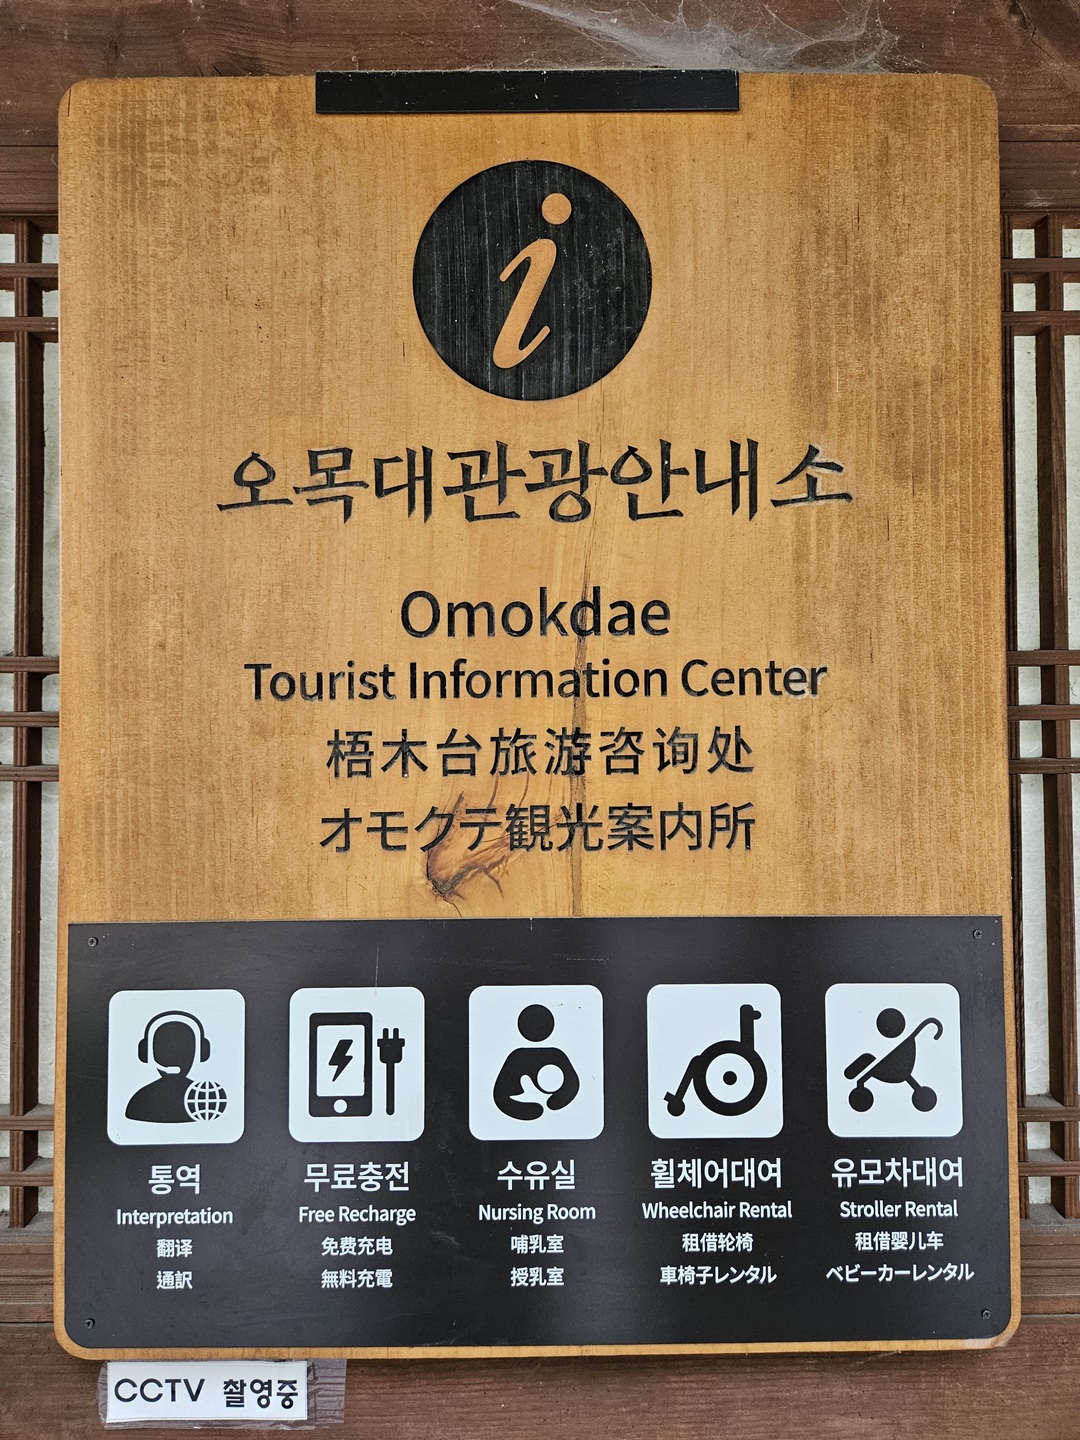 i
오목대관광안내소
Omokdae
Tourist Information Center
梧木台旅游咨询处
オモクテ観光案内所
통역
Interpretation
翻译
通訳
무료충전
Free Recharge
免费充电
無料充電
수유실
Nursing Room
哺乳室
授乳室
휠체어대여
Wheelchair Rental
租借轮椅
車椅子レンタル
유모차대여
Stroller Rental
租借婴儿车
ベビーカーレンタル
CCTV 촬영중